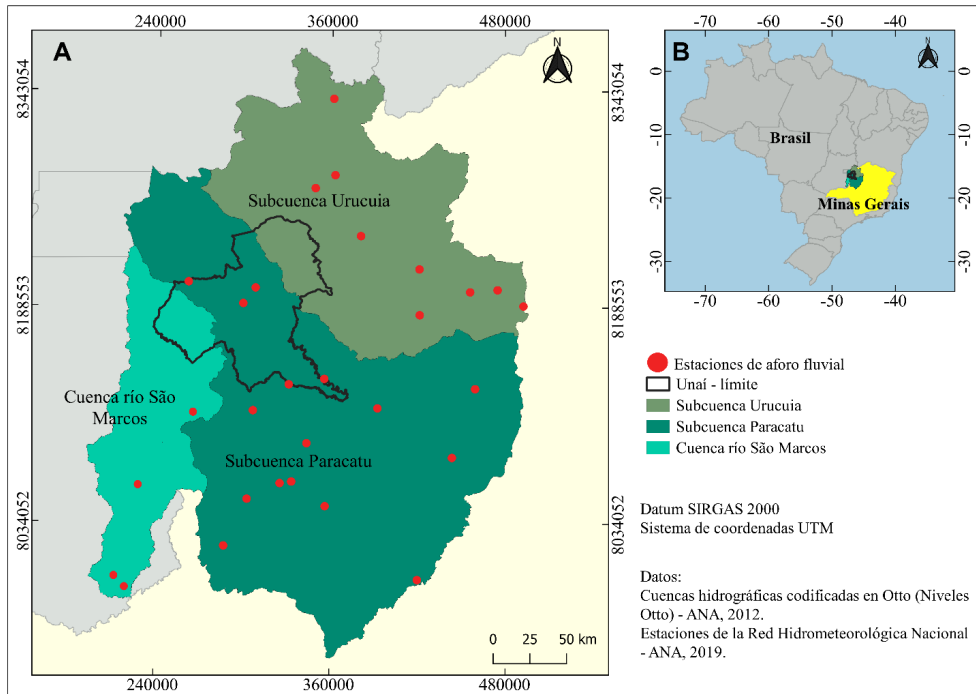 240000
360000
480000
A
N
8343054
8343054
Subcuenca Urucuia
8188553
8188553
Cuenca río São
Marcos
Subcuenca Paracatu
8034052
8034052
0 25 50 km
240000
360000
480000
-70
-60
-50
-40
B
N
0
0
-10
-10
Brasil
-20
-20
Minas Gerais
-30
-30
-70
-60
-50
-40
Estaciones de aforo fluvial
Unaí - límite
Subcuenca Urucuia
Subcuenca Paracatu
Cuenca río São Marcos
Datum SIRGAS 2000
Sistema de coordenadas UTM
Datos:
Cuencas hidrográficas codificadas en Otto (Niveles
Otto) - ANA, 2012.
Estaciones de la Red Hidrometeorológica Nacional
- ANA, 2019.